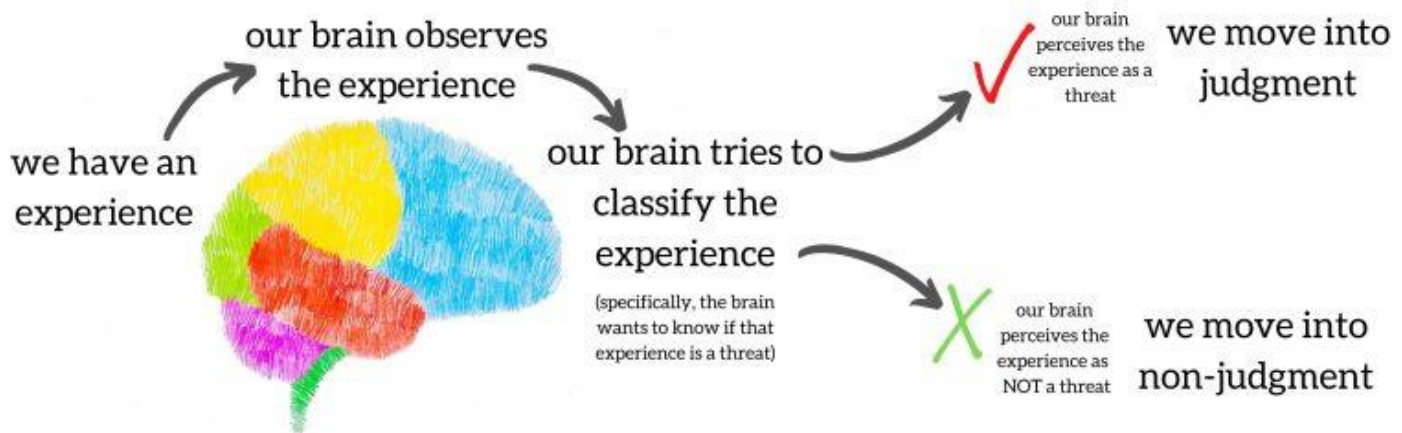 we have an
experience
our brain observes
the experience
our brain tries to
classify the
experience
(specifically, the brain
wants to know if that
experience is a threat)
our brain
perceives the
experience as a
threat
we move into
judgment
our brain
perceives the
experience as
NOT a threat
we move into
non-judgment